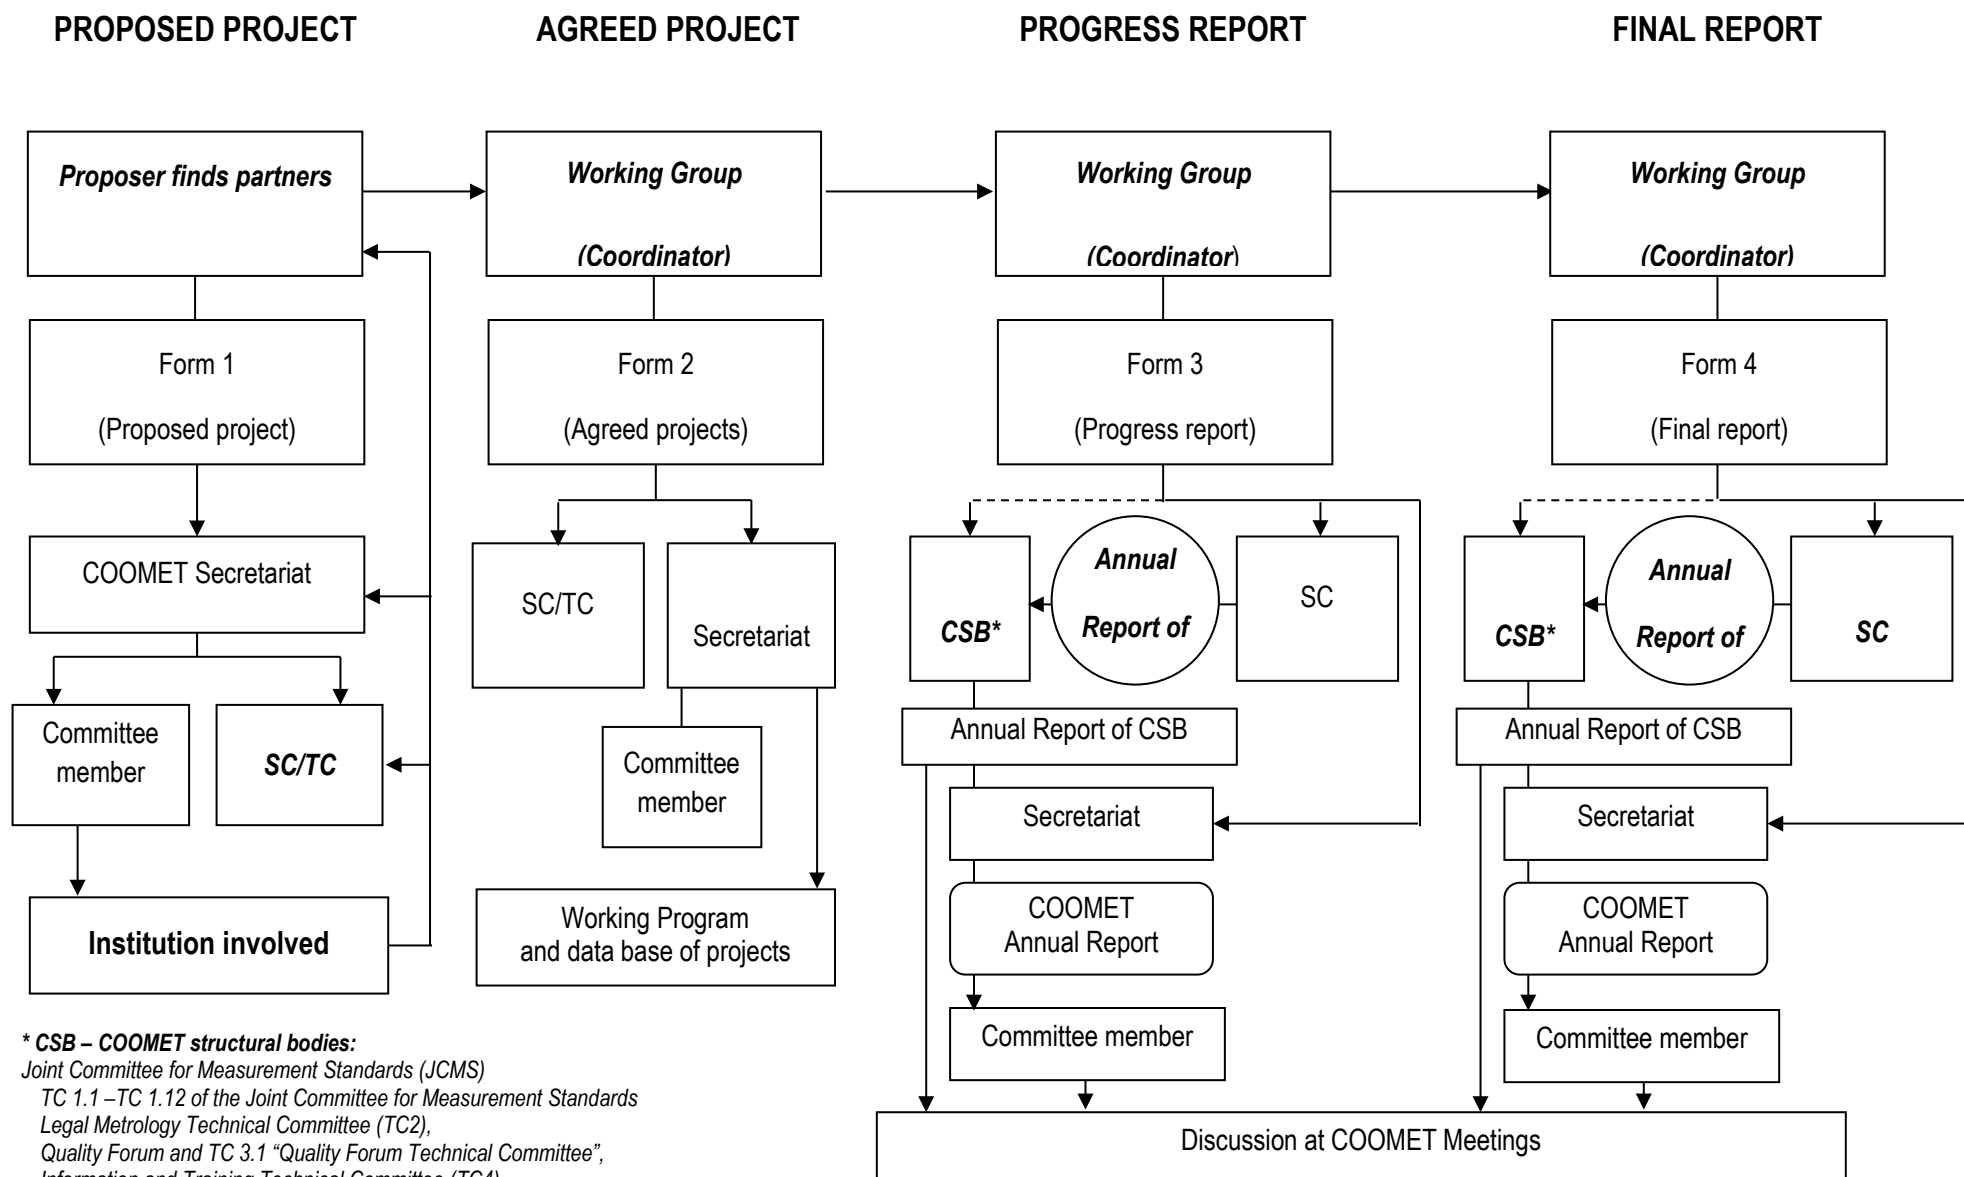 PROPOSED PROJECT
AGREED PROJECT
PROGRESS REPORT
FINAL REPORT
Proposer finds partners
Working Group
(Coordinator)
Working Group
(Coordinator)
Working Group
(Coordinator)
Form 1
(Proposed project)
Form 2
(Agreed projects)
Form 3
(Progress report)
Form 4
(Final report)
COOMET Secretariat
SC/TC
Secretariat
CSB*
Annual
Report of
SC
CSB*
Annual
Report of
SC
Committee
member
SC/TC
Committee
member
Annual Report of CSB
Annual Report of CSB
Secretariat
Secretariat
Institution involved
Working Program
and data base of projects
COOMET
Annual Report
COOMET
Annual Report
Committee member
Committee member
* CSB – COOMET structural bodies:
Joint Committee for Measurement Standards (JCMS)
TC 1.1 –TC 1.12 of the Joint Committee for Measurement Standards
Legal Metrology Technical Committee (TC2),
Quality Forum and TC 3.1 “Quality Forum Technical Committee”,
Information and Training Technical Committee (TC4)
Discussion at COOMET Meetings